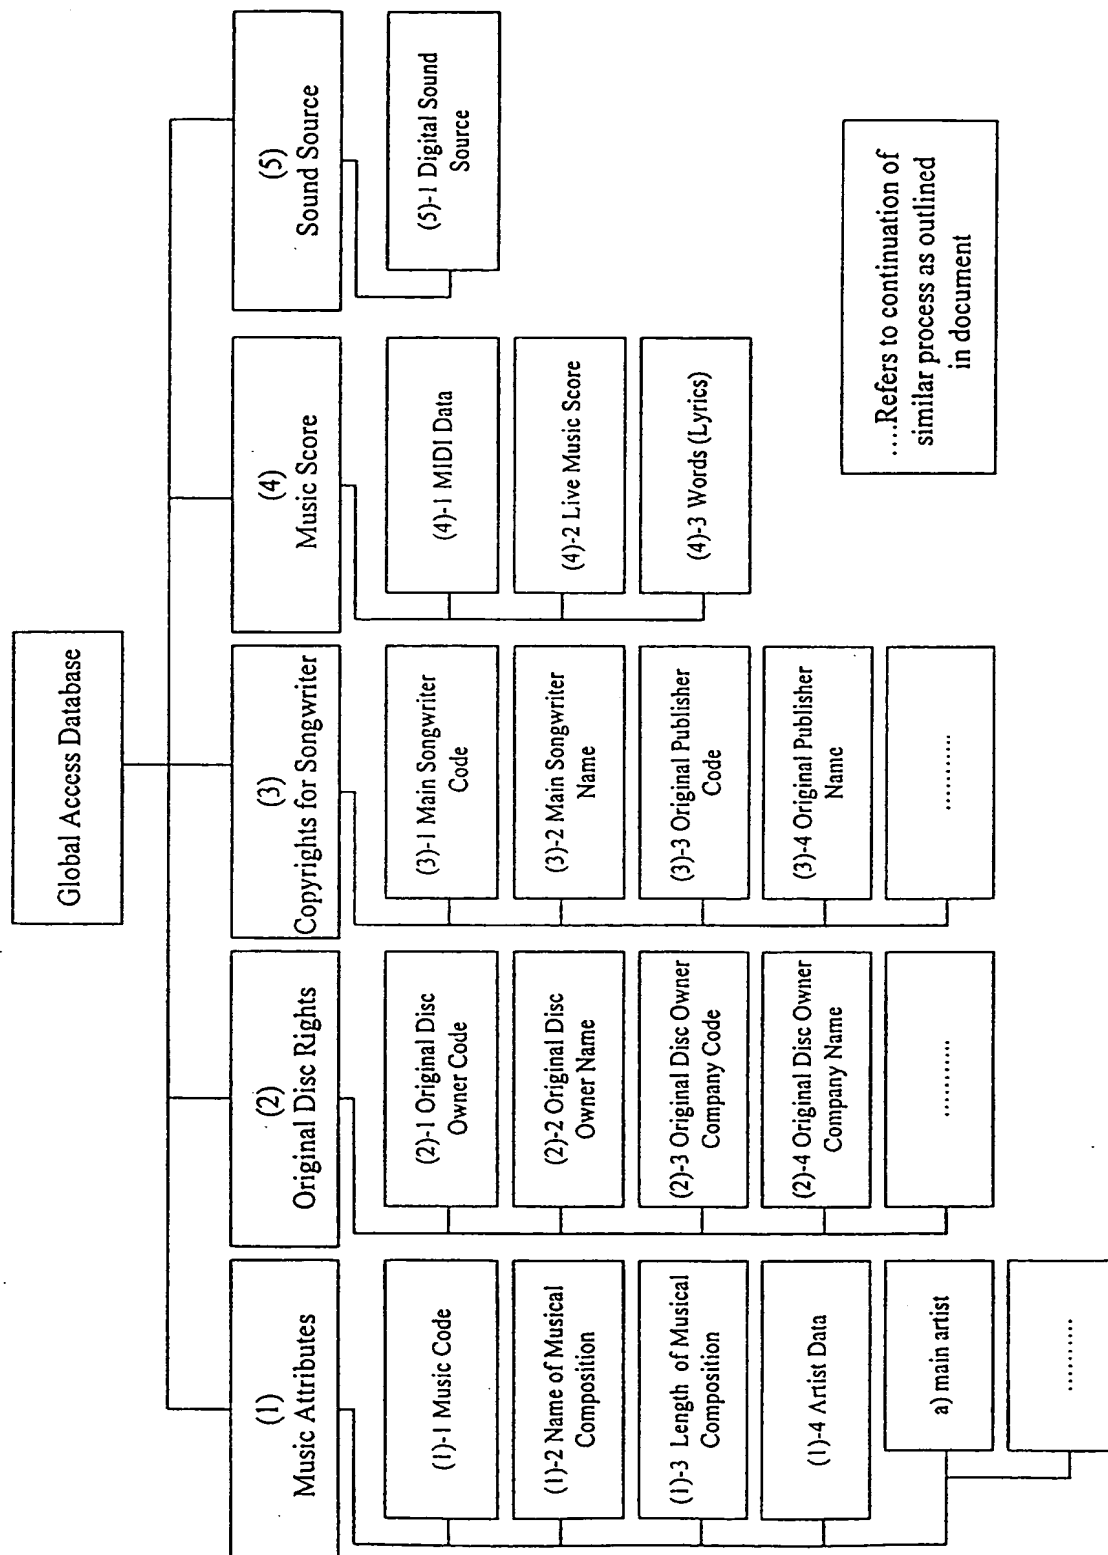 Global Access Database
(1)
Music Attributes
(1)-1 Music Code
(1)-2 Name of Musical
Composition
(1)-3 Length of Musical
Composition
(1)-4 Artist Data
a) main artist
..........
(2)
Original Disc Rights
(2)-1 Original Disc
Owner Code
(2)-2 Original Disc
Owner Name
(2)-3 Original Disc Owner
Company Code
(2)-4 Original Disc Owner
Company Name
..........
(3)
Copyrights for Songwriter
(3)-1 Main Songwriter
Code
(3)-2 Main Songwriter
Name
(3)-3 Original Publisher
Code
(3)-4 Original Publisher
Name
..........
(4)
Music Score
(4)-1 MIDI Data
(4)-2 Live Music Score
(4)-3 Words (Lyrics)
(5)
Sound Source
(5)-1 Digital Sound
Source
....Refers to continuation of
similar process as outlined
in document